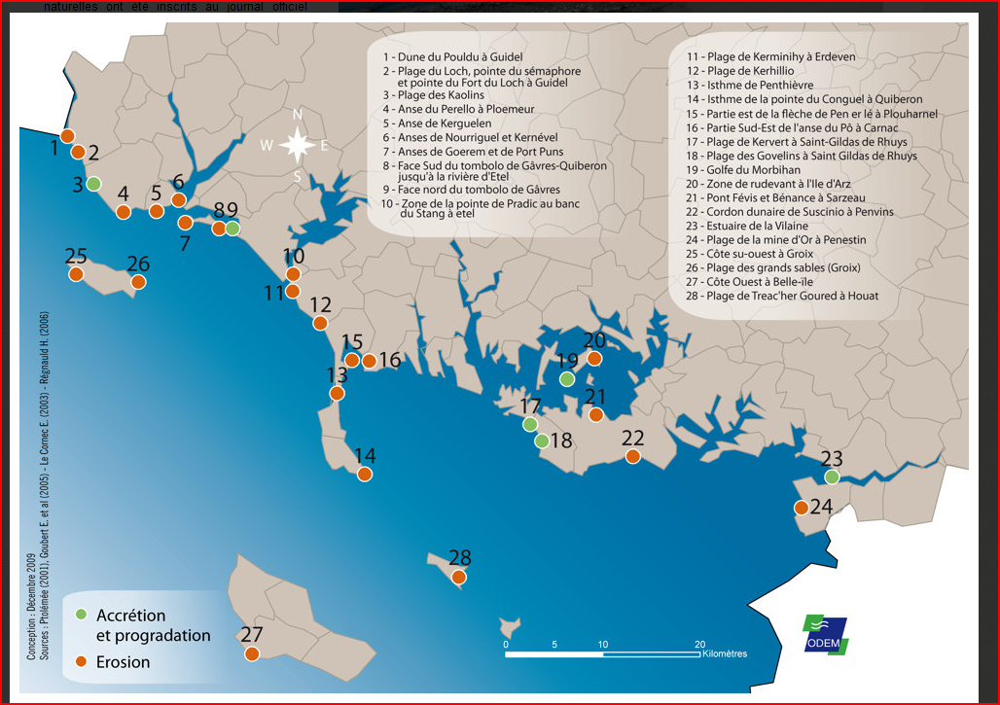 naturelles ont été inscrits au journal officiel
1 - Dune du Pouldu à Guidel
2 - Plage du Loch, pointe du sémaphore
et pointe du Fort du Loch à Guidel
3 - Plage des Kaolins
4 - Anse du Perello à Ploemeur
5 - Anse de Kerguelen
6 - Anses de Nourriguel et Kernével
7 - Anses de Goerem et de Port Puns
8 - Face Sud du tombolo de Gâvres-Quiberon
jusqu'à la rivière d'Etel
9 - Face nord du tombolo de Gâvres
10 - Zone de la pointe de Pradic au banc
du Stang à etel
11 - Plage de Kerminihy à Erdeven
12 - Plage de Kerhillio
13 - Isthme de Penthièvre
14 - Isthme de la pointe du Conguel à Quiberon
15 - Partie est de la flèche de Pen er lé à Plouharnel
16 - Partie Sud-Est de l'anse du Pô à Carnac
17 - Plage de Kervert à Saint-Gildas de Rhuys
18 - Plage des Govelins à Saint Gildas de Rhuys
19 - Golfe du Morbihan
20 - Zone de rudevant à l'Ile d'Arz
21 - Pont Févis et Bénance à Sarzeau
22 - Cordon dunaire de Suscinio à Penvins
23 - Estuaire de la Vilaine
24 - Plage de la mine d'Or à Penestin
25 - Côte su-ouest à Groix
26 - Plage des grands sables (Groix)
27 - Côte Ouest à Belle-île
28 - Plage de Treac'her Goured à Houat
N
W E
S
1
2
3
4
5
6
7
8 9
10
11
12
13
14
15
16
17
18
19
20
21
22
23
24
25
26
27
28
Conception : Décembre 2009
Sources : Ptolémée (2001), Goubert E. et al (2005) - Le Cornec E. (2003) - Régnauld H. (2006)
Accrétion
et progradation
Erosion
0 5 10 20
Kilomètres
ODEM